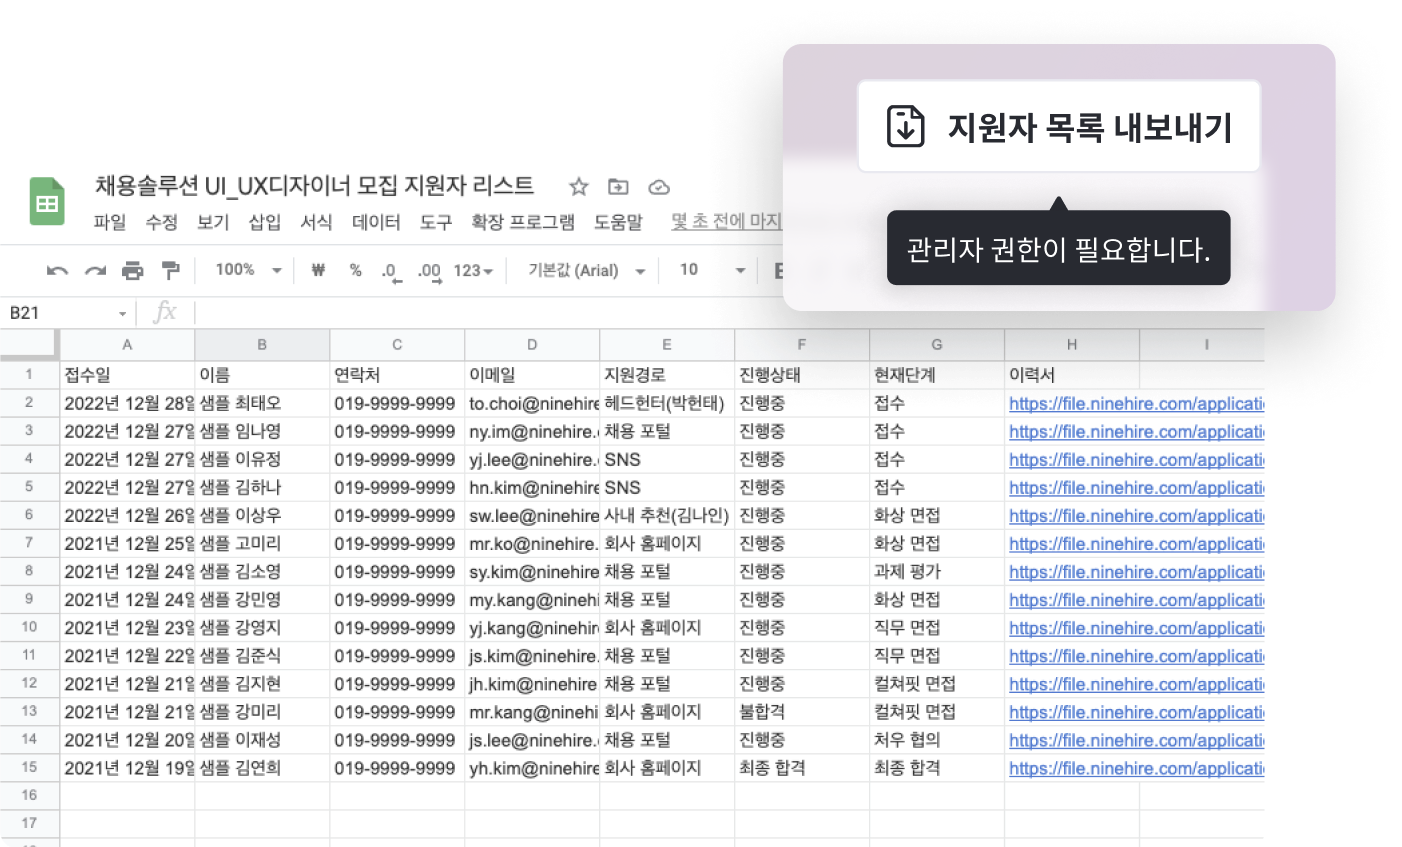 지원자 목록 내보내기
관리자 권한이 필요합니다.
채용솔루션 UI_UX디자이너 모집 지원자 리스트
파일 수정 보기 삽입 서식 데이터 도구 확장 프로그램 도움말 몇 초 전에 마지
100% ₩ % .0 .00 123 기본값 (Arial) 10 B
B21 fx
A B C D E F G H I
1 접수일 이름 연락처 이메일 지원경로 진행상태 현재단계 이력서
2 2022년 12월 28일 샘플 최태오 019-9999-9999 to.choi@ninehire 헤드헌터(박헌태) 진행중 접수 https://file.ninehire.com/applicati
3 2022년 12월 27일 샘플 임나영 019-9999-9999 ny.im@ninehire. 채용 포털 진행중 접수 https://file.ninehire.com/applicati
4 2022년 12월 27일 샘플 이유정 019-9999-9999 yj.lee@ninehire. SNS 진행중 접수 https://file.ninehire.com/applicati
5 2022년 12월 27일 샘플 김하나 019-9999-9999 hn.kim@ninehire SNS 진행중 접수 https://file.ninehire.com/applicati
6 2022년 12월 26일 샘플 이상우 019-9999-9999 sw.lee@ninehire 사내 추천(김나인) 진행중 화상 면접 https://file.ninehire.com/applicati
7 2021년 12월 25일 샘플 고미리 019-9999-9999 mr.ko@ninehire. 회사 홈페이지 진행중 화상 면접 https://file.ninehire.com/applicati
8 2021년 12월 24일 샘플 김소영 019-9999-9999 sy.kim@ninehire 채용 포털 진행중 과제 평가 https://file.ninehire.com/applicati
9 2021년 12월 24일 샘플 강민영 019-9999-9999 my.kang@ninehi 채용 포털 진행중 화상 면접 https://file.ninehire.com/applicati
10 2021년 12월 23일 샘플 강영지 019-9999-9999 yj.kang@ninehir 회사 홈페이지 진행중 직무 면접 https://file.ninehire.com/applicati
11 2021년 12월 22일 샘플 김준식 019-9999-9999 js.kim@ninehire. 채용 포털 진행중 직무 면접 https://file.ninehire.com/applicati
12 2021년 12월 21일 샘플 김지현 019-9999-9999 jh.kim@ninehire 채용 포털 진행중 컬쳐핏 면접 https://file.ninehire.com/applicati
13 2021년 12월 21일 샘플 강미리 019-9999-9999 mr.kang@ninehi 회사 홈페이지 불합격 컬쳐핏 면접 https://file.ninehire.com/applicati
14 2021년 12월 20일 샘플 이재성 019-9999-9999 js.lee@ninehire. 채용 포털 진행중 처우 협의 https://file.ninehire.com/applicati
15 2021년 12월 19일 샘플 김연희 019-9999-9999 yh.kim@ninehire 회사 홈페이지 최종 합격 최종 합격 https://file.ninehire.com/applicati
16
17